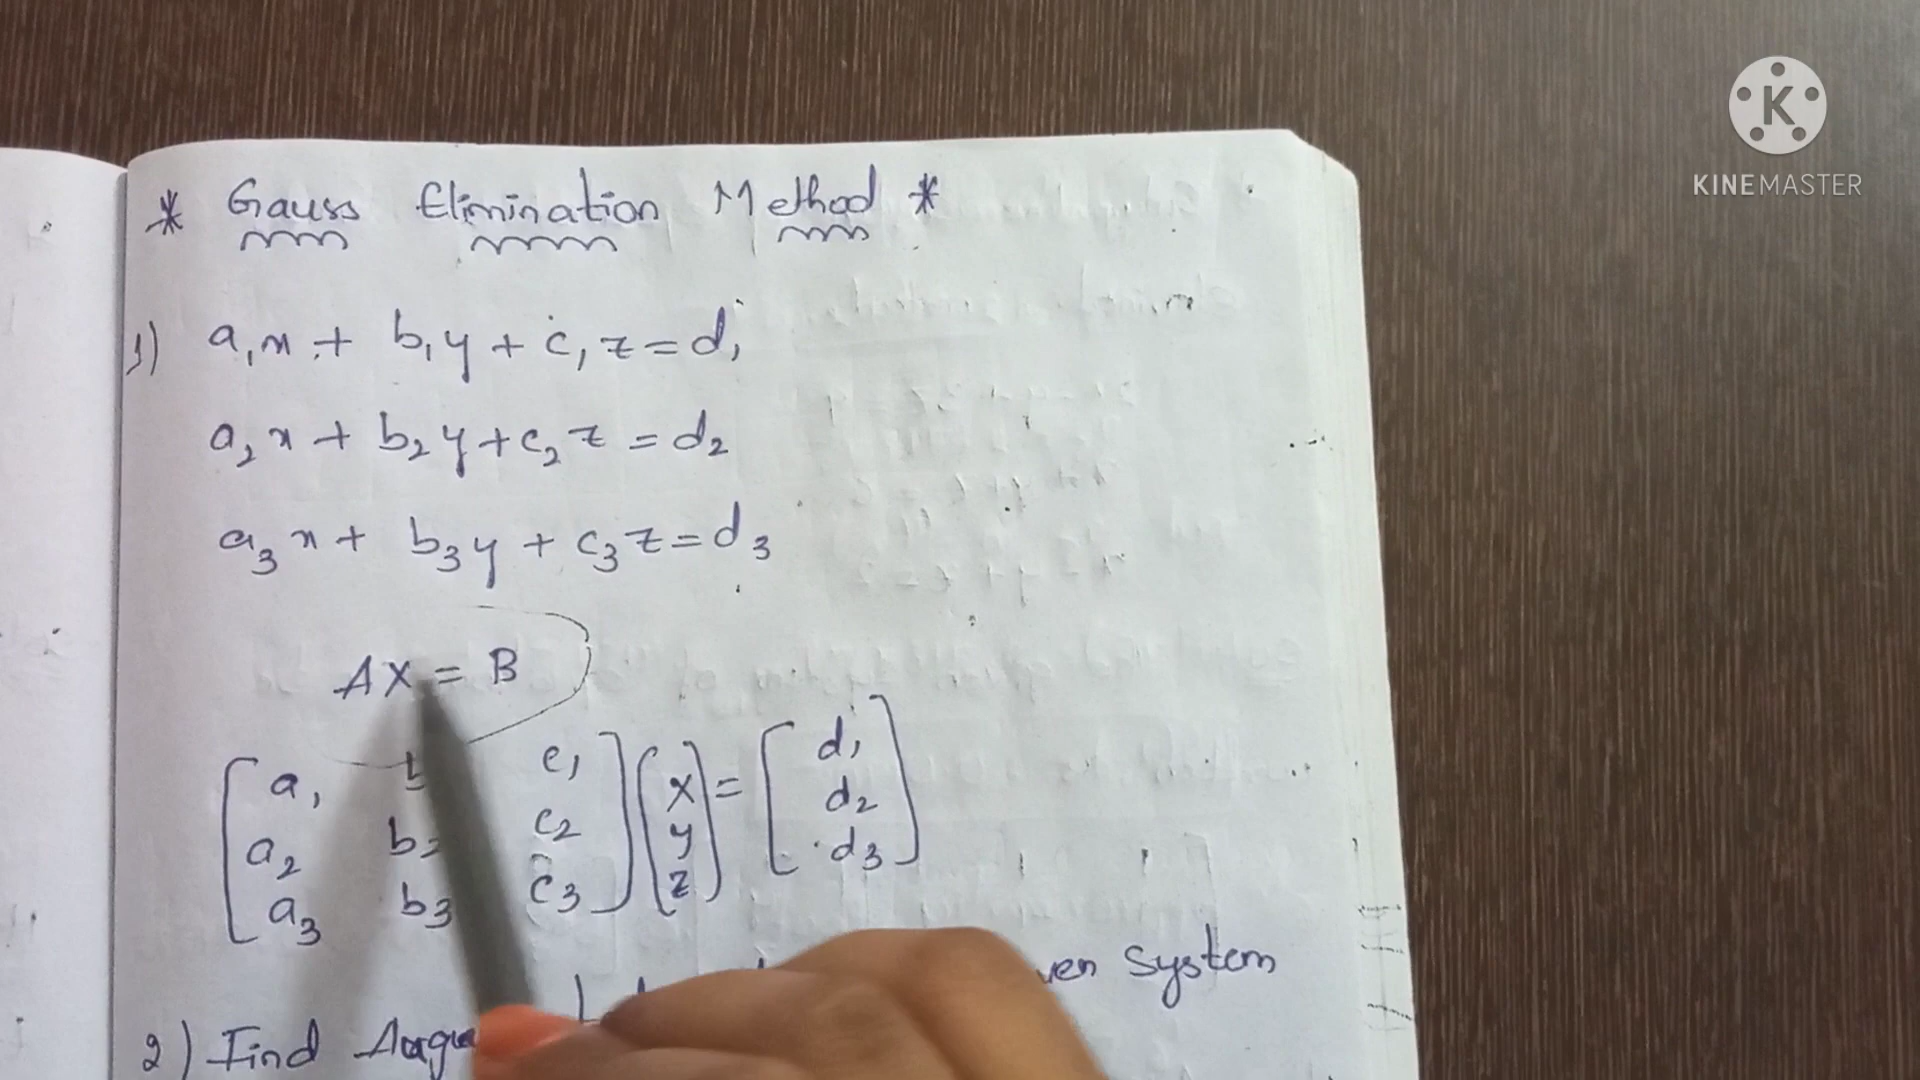 K
KINEMASTER
* Gauss Elimination Method *
1) a₁x + b₁y + c₁z = d₁
a₂x + b₂y + c₂z = d₂
a₃x + b₃y + c₃z = d₃
AX = B
[a₁ c₁] [x] = [d₁]
[a₂ b₂ c₂] [y] [d₂]
[a₃ b₃ c₃] [z] [d₃]
system
2) Find